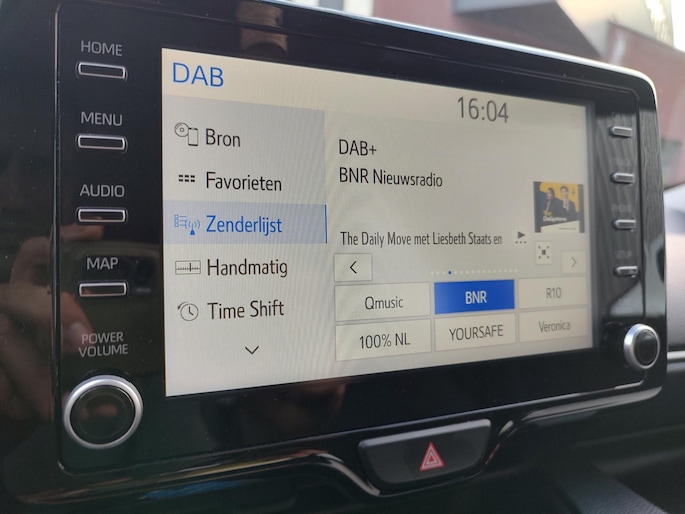 HOME
MENU
AUDIO
MAP
POWER
VOLUME
DAB
16:04
Bron
Favorieten
Zenderlijst
Handmatig
Time Shift
DAB+
BNR Nieuwsradio
The Daily Move met Liesbeth Staats en
Qmusic
BNR
R10
100% NL
YOURSAFE
Veronica